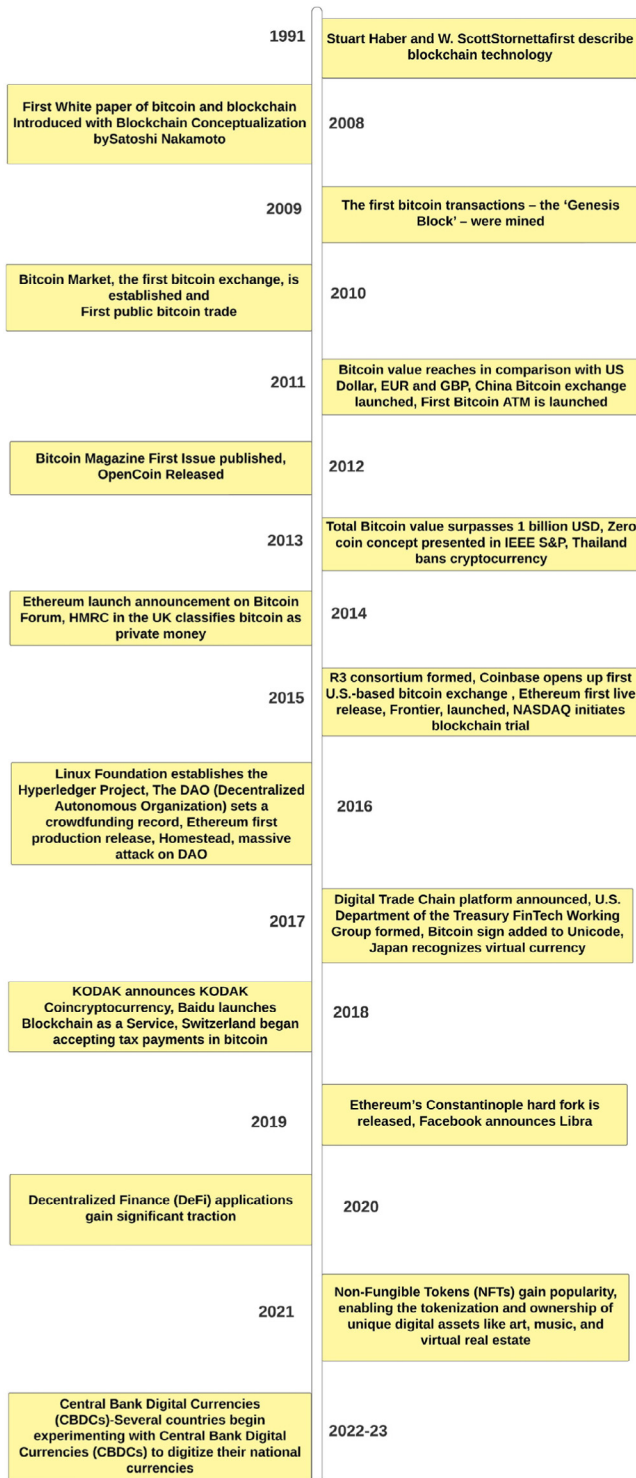 1991
Stuart Haber and W. ScottStornettafirst describe
blockchain technology
First White paper of bitcoin and blockchain
Introduced with Blockchain Conceptualization
bySatoshi Nakamoto
2008
2009
The first bitcoin transactions – the ‘Genesis
Block’ – were mined
Bitcoin Market, the first bitcoin exchange, is
established and
First public bitcoin trade
2010
2011
Bitcoin value reaches in comparison with US
Dollar, EUR and GBP, China Bitcoin exchange
launched, First Bitcoin ATM is launched
Bitcoin Magazine First Issue published,
OpenCoin Released
2012
2013
Total Bitcoin value surpasses 1 billion USD, Zero
coin concept presented in IEEE S&P, Thailand
bans cryptocurrency
Ethereum launch announcement on Bitcoin
Forum, HMRC in the UK classifies bitcoin as
private money
2014
2015
R3 consortium formed, Coinbase opens up first
U.S.-based bitcoin exchange , Ethereum first live
release, Frontier, launched, NASDAQ initiates
blockchain trial
Linux Foundation establishes the
Hyperledger Project, The DAO (Decentralized
Autonomous Organization) sets a
crowdfunding record, Ethereum first
production release, Homestead, massive
attack on DAO
2016
2017
Digital Trade Chain platform announced, U.S.
Department of the Treasury FinTech Working
Group formed, Bitcoin sign added to Unicode,
Japan recognizes virtual currency
KODAK announces KODAK
Coincryptocurrency, Baidu launches
Blockchain as a Service, Switzerland began
accepting tax payments in bitcoin
2018
2019
Ethereum’s Constantinople hard fork is
released, Facebook announces Libra
Decentralized Finance (DeFi) applications
gain significant traction
2020
2021
Non-Fungible Tokens (NFTs) gain popularity,
enabling the tokenization and ownership of
unique digital assets like art, music, and
virtual real estate
Central Bank Digital Currencies
(CBDCs)-Several countries begin
experimenting with Central Bank Digital
Currencies (CBDCs) to digitize their national
currencies
2022-23